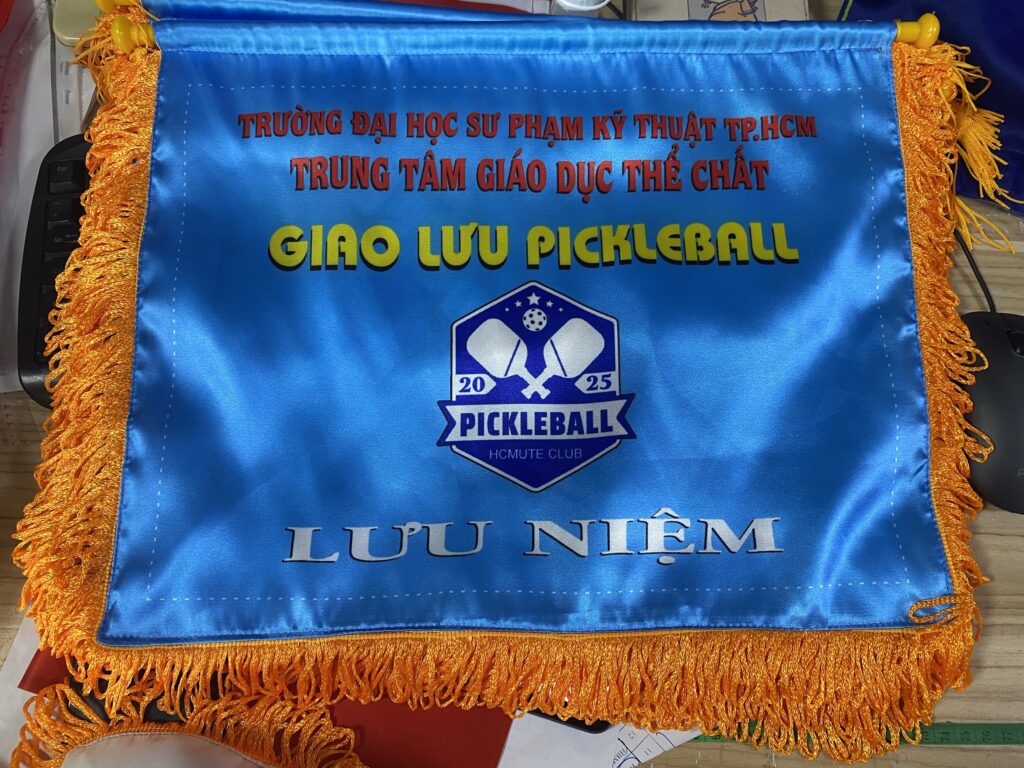 TRƯỜNG ĐẠI HỌC SƯ PHẠM KỸ THUẬT TP.HCM
TRUNG TÂM GIÁO DỤC THỂ CHẤT
GIAO LƯU PICKLEBALL
20 25
PICKLEBALL
HCMUTE CLUB
LƯU NIỆM